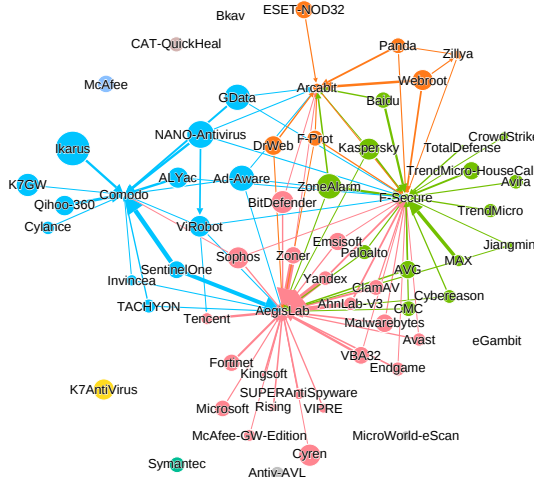 ESET-NOD32
Bkav
CAT-QuickHeal
Panda
Zillya
McAfee
Webroot
Arcabit
GData
Baidu
NANO-Antivirus
CrowdStrike
F-Prot
DrWeb
Kaspersky
TotalDefense
Ikarus
TrendMicro-HouseCall
ALYac
Ad-Aware
Avira
K7GW
ZoneAlarm
Comodo
F-Secure
Qihoo-360
BitDefender
TrendMicro
Cylance
ViRobot
Emsisoft
Jiangmin
Sophos
Zoner
Paloalto
MAX
SentinelOne
AVG
Invincea
Yandex
ClamAV
Cybereason
TACHYON
AhnLab-V3
AegisLab
CMC
Tencent
Malwarebytes
Avast
eGambit
VBA32
Fortinet
Endgame
Kingsoft
K7AntiVirus
SUPERAntiSpyware
Microsoft
Rising
VIPRE
McAfee-GW-Edition
MicroWorld-eScan
Cyren
Symantec
Antiy-AVL